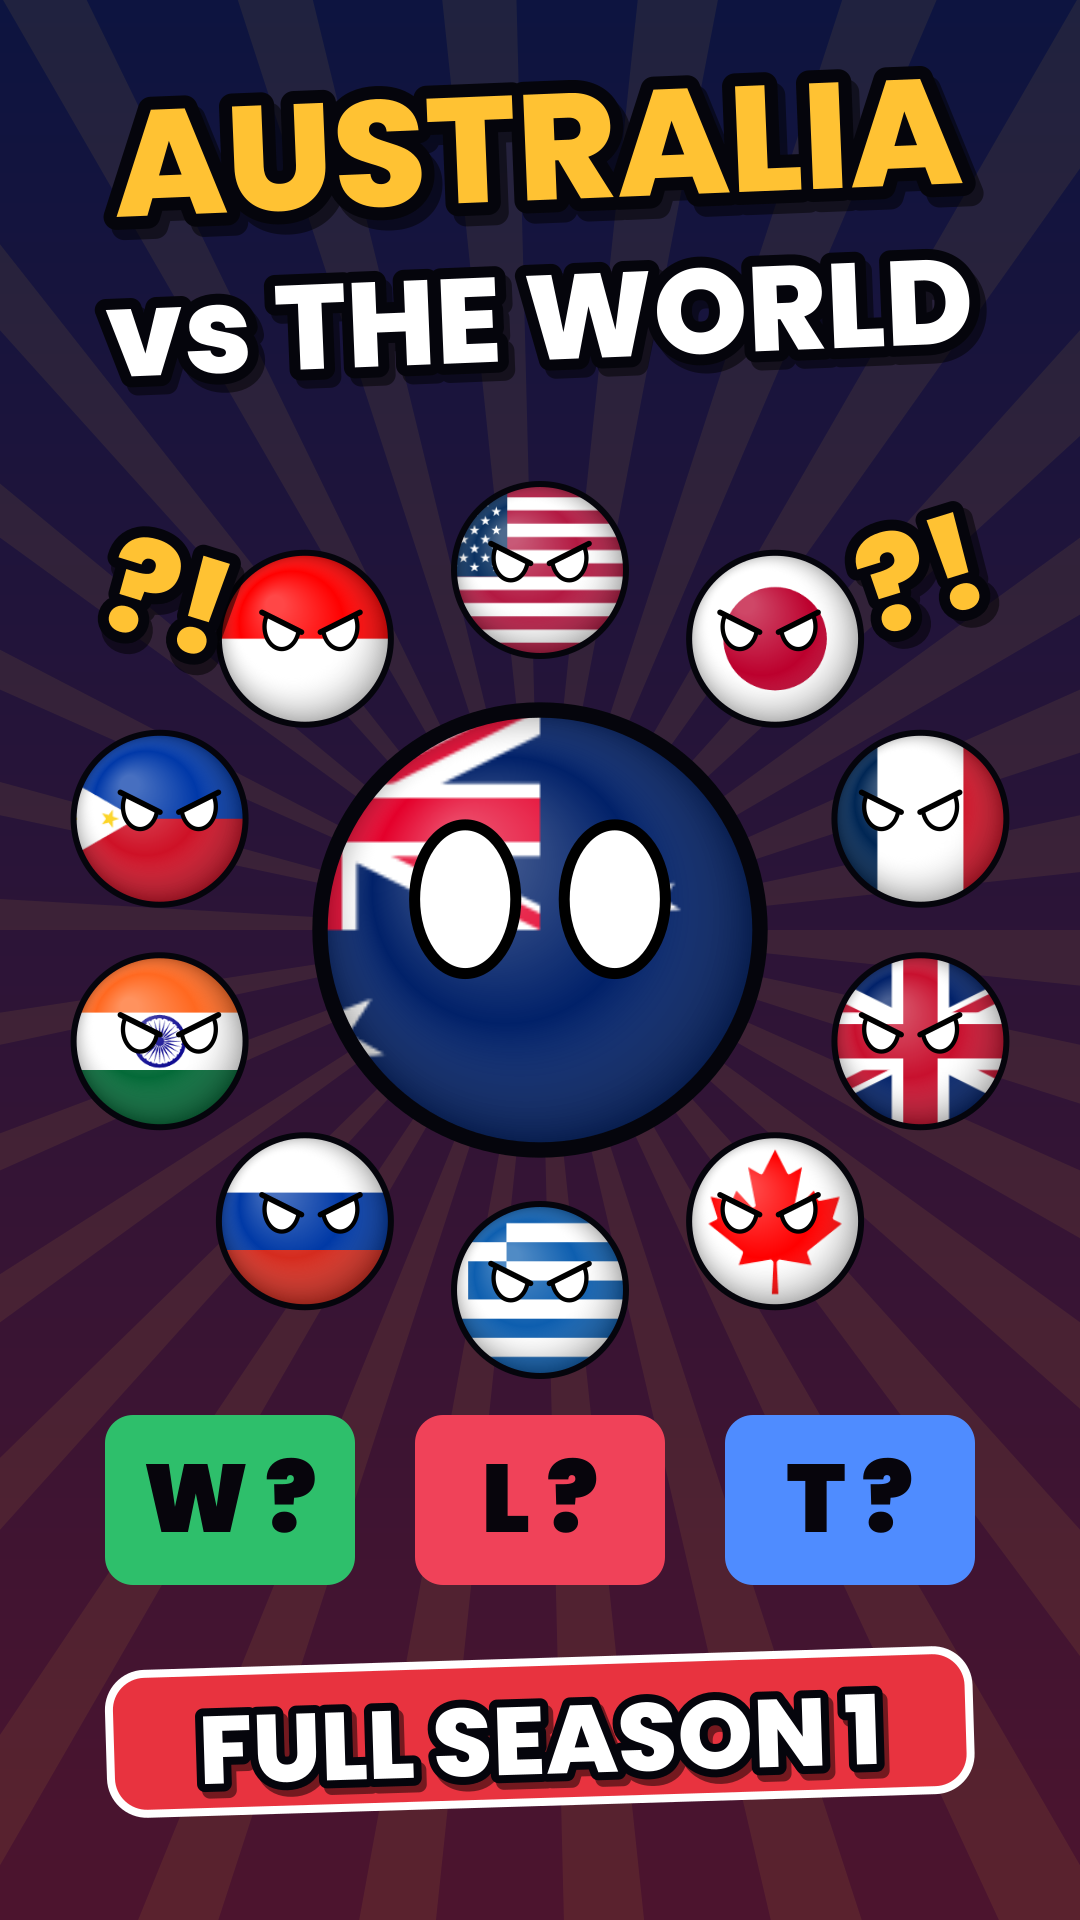 AUSTRALIA
vs THE WORLD
?!
?!
W ?
L ?
T ?
FULL SEASON 1